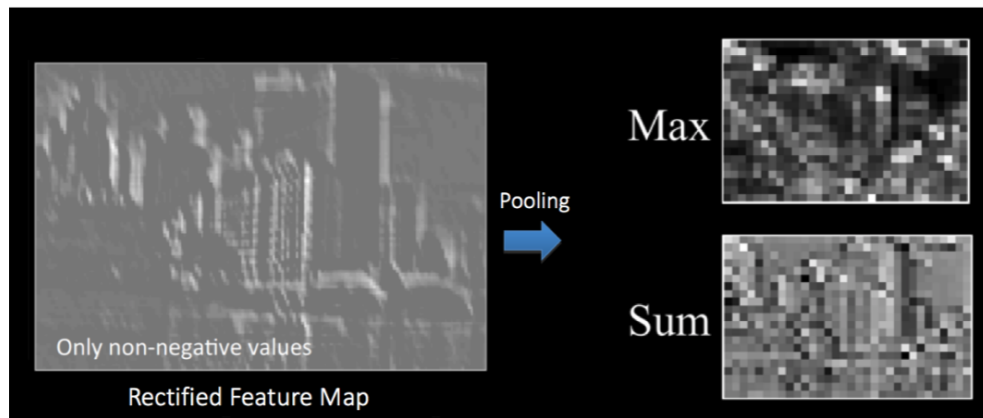 Only non-negative values
Rectified Feature Map
Pooling
Max
Sum